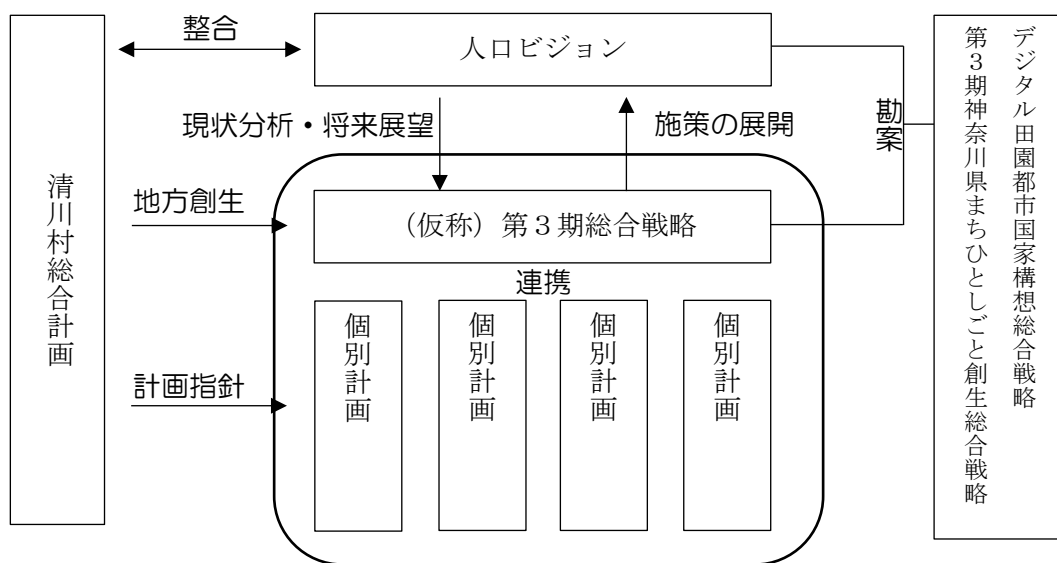 整合
人口ビジョン
現状分析・将来展望
施策の展開
勘案
デジタル田園都市国家構想総合戦略
第３期神奈川県まちひとしごと創生総合戦略
清川村総合計画
地方創生
（仮称）第３期総合戦略
連携
計画指針
個別計画
個別計画
個別計画
個別計画